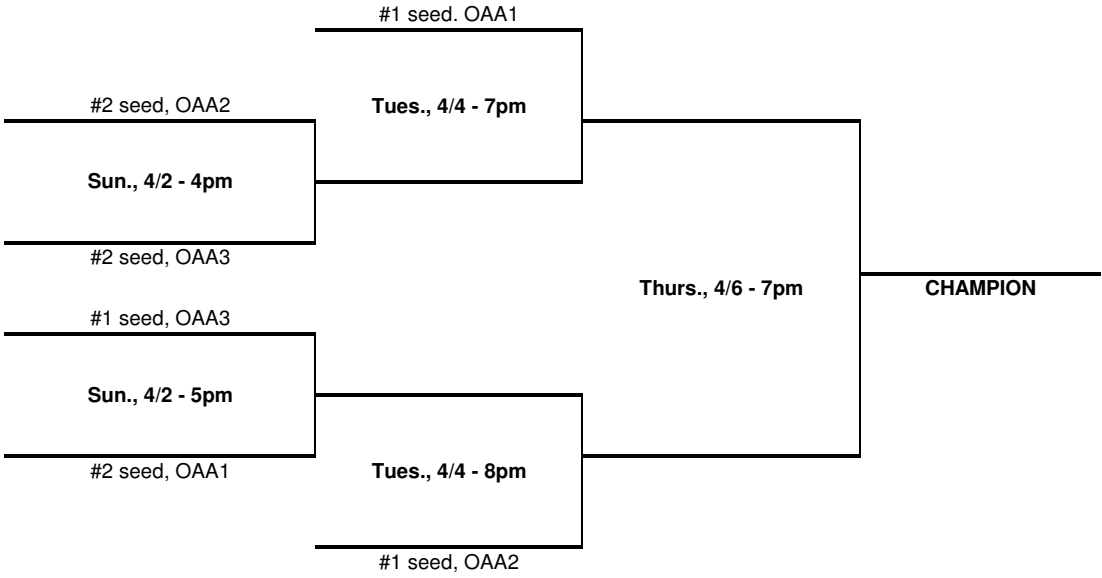 #1 seed. OAA1
#2 seed, OAA2
Tues., 4/4 - 7pm
Sun., 4/2 - 4pm
#2 seed, OAA3
Thurs., 4/6 - 7pm
CHAMPION
#1 seed, OAA3
Sun., 4/2 - 5pm
#2 seed, OAA1
Tues., 4/4 - 8pm
#1 seed, OAA2